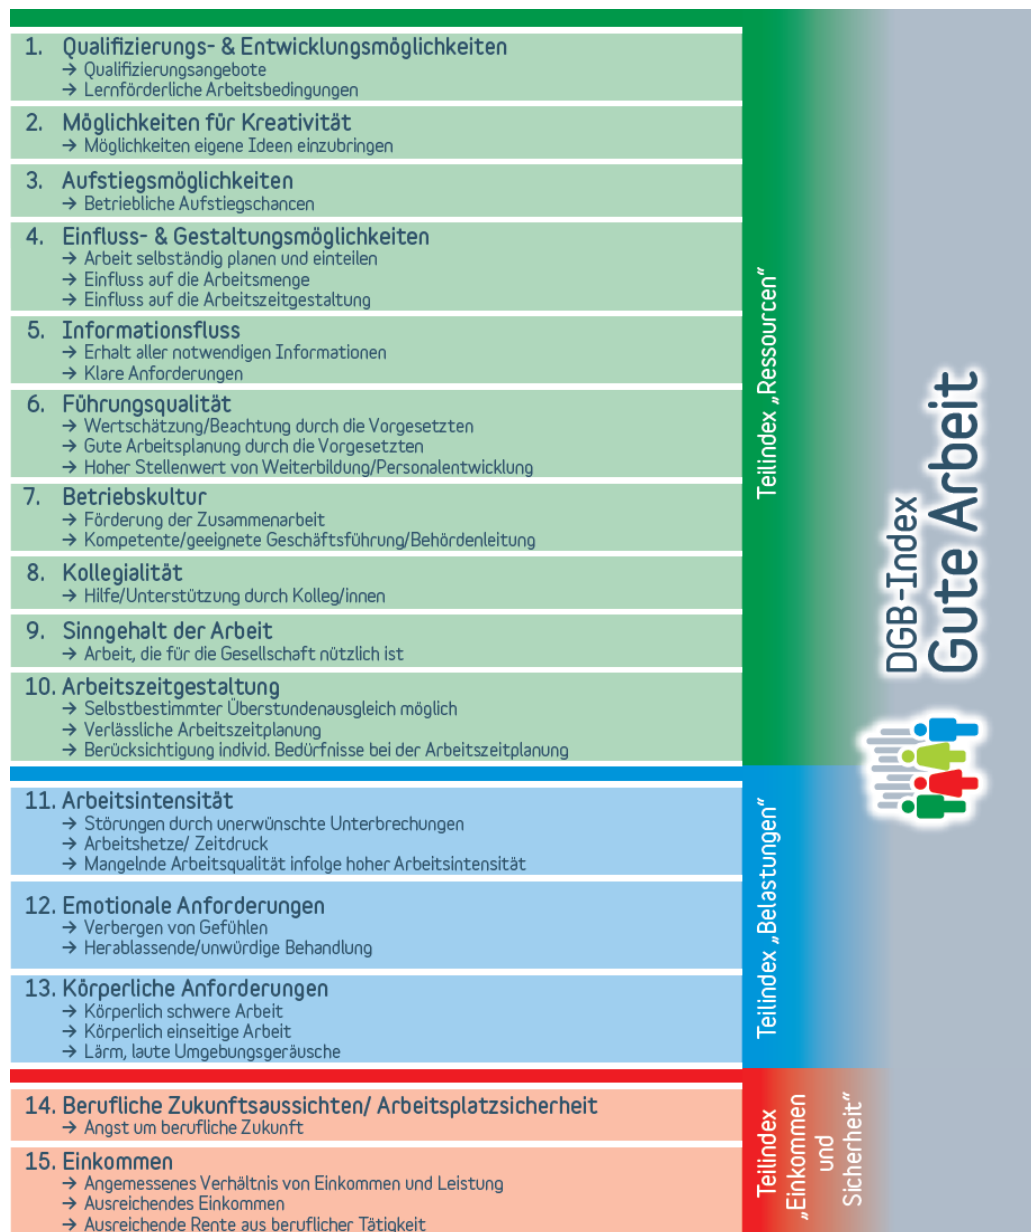 1. Qualifizierungs- & Entwicklungsmöglichkeiten
→ Qualifizierungsangebote
→ Lernförderliche Arbeitsbedingungen
2. Möglichkeiten für Kreativität
→ Möglichkeiten eigene Ideen einzubringen
3. Aufstiegsmöglichkeiten
→ Betriebliche Aufstiegschancen
4. Einfluss- & Gestaltungsmöglichkeiten
→ Arbeit selbständig planen und einteilen
→ Einfluss auf die Arbeitsmenge
→ Einfluss auf die Arbeitszeitgestaltung
5. Informationsfluss
→ Erhalt aller notwendigen Informationen
→ Klare Anforderungen
6. Führungsqualität
→ Wertschätzung/Beachtung durch die Vorgesetzten
→ Gute Arbeitsplanung durch die Vorgesetzten
→ Hoher Stellenwert von Weiterbildung/Personalentwicklung
7. Betriebskultur
→ Förderung der Zusammenarbeit
→ Kompetente/geeignete Geschäftsführung/Behördenleitung
8. Kollegialität
→ Hilfe/Unterstützung durch Kolleg/innen
9. Sinngehalt der Arbeit
→ Arbeit, die für die Gesellschaft nützlich ist
10. Arbeitszeitgestaltung
→ Selbstbestimmter Überstundenausgleich möglich
→ Verlässliche Arbeitszeitplanung
→ Berücksichtigung individ. Bedürfnisse bei der Arbeitszeitplanung
Teilindex „Ressourcen“
11. Arbeitsintensität
→ Störungen durch unerwünschte Unterbrechungen
→ Arbeitshetze/ Zeitdruck
→ Mangelnde Arbeitsqualität infolge hoher Arbeitsintensität
12. Emotionale Anforderungen
→ Verbergen von Gefühlen
→ Herablassende/unwürdige Behandlung
13. Körperliche Anforderungen
→ Körperlich schwere Arbeit
→ Körperlich einseitige Arbeit
→ Lärm, laute Umgebungsgeräusche
Teilindex „Belastungen“
14. Berufliche Zukunftsaussichten/ Arbeitsplatzsicherheit
→ Angst um berufliche Zukunft
15. Einkommen
→ Angemessenes Verhältnis von Einkommen und Leistung
→ Ausreichendes Einkommen
→ Ausreichende Rente aus beruflicher Tätigkeit
Teilindex
„Einkommen
und
Sicherheit“
DGB-Index
Gute Arbeit